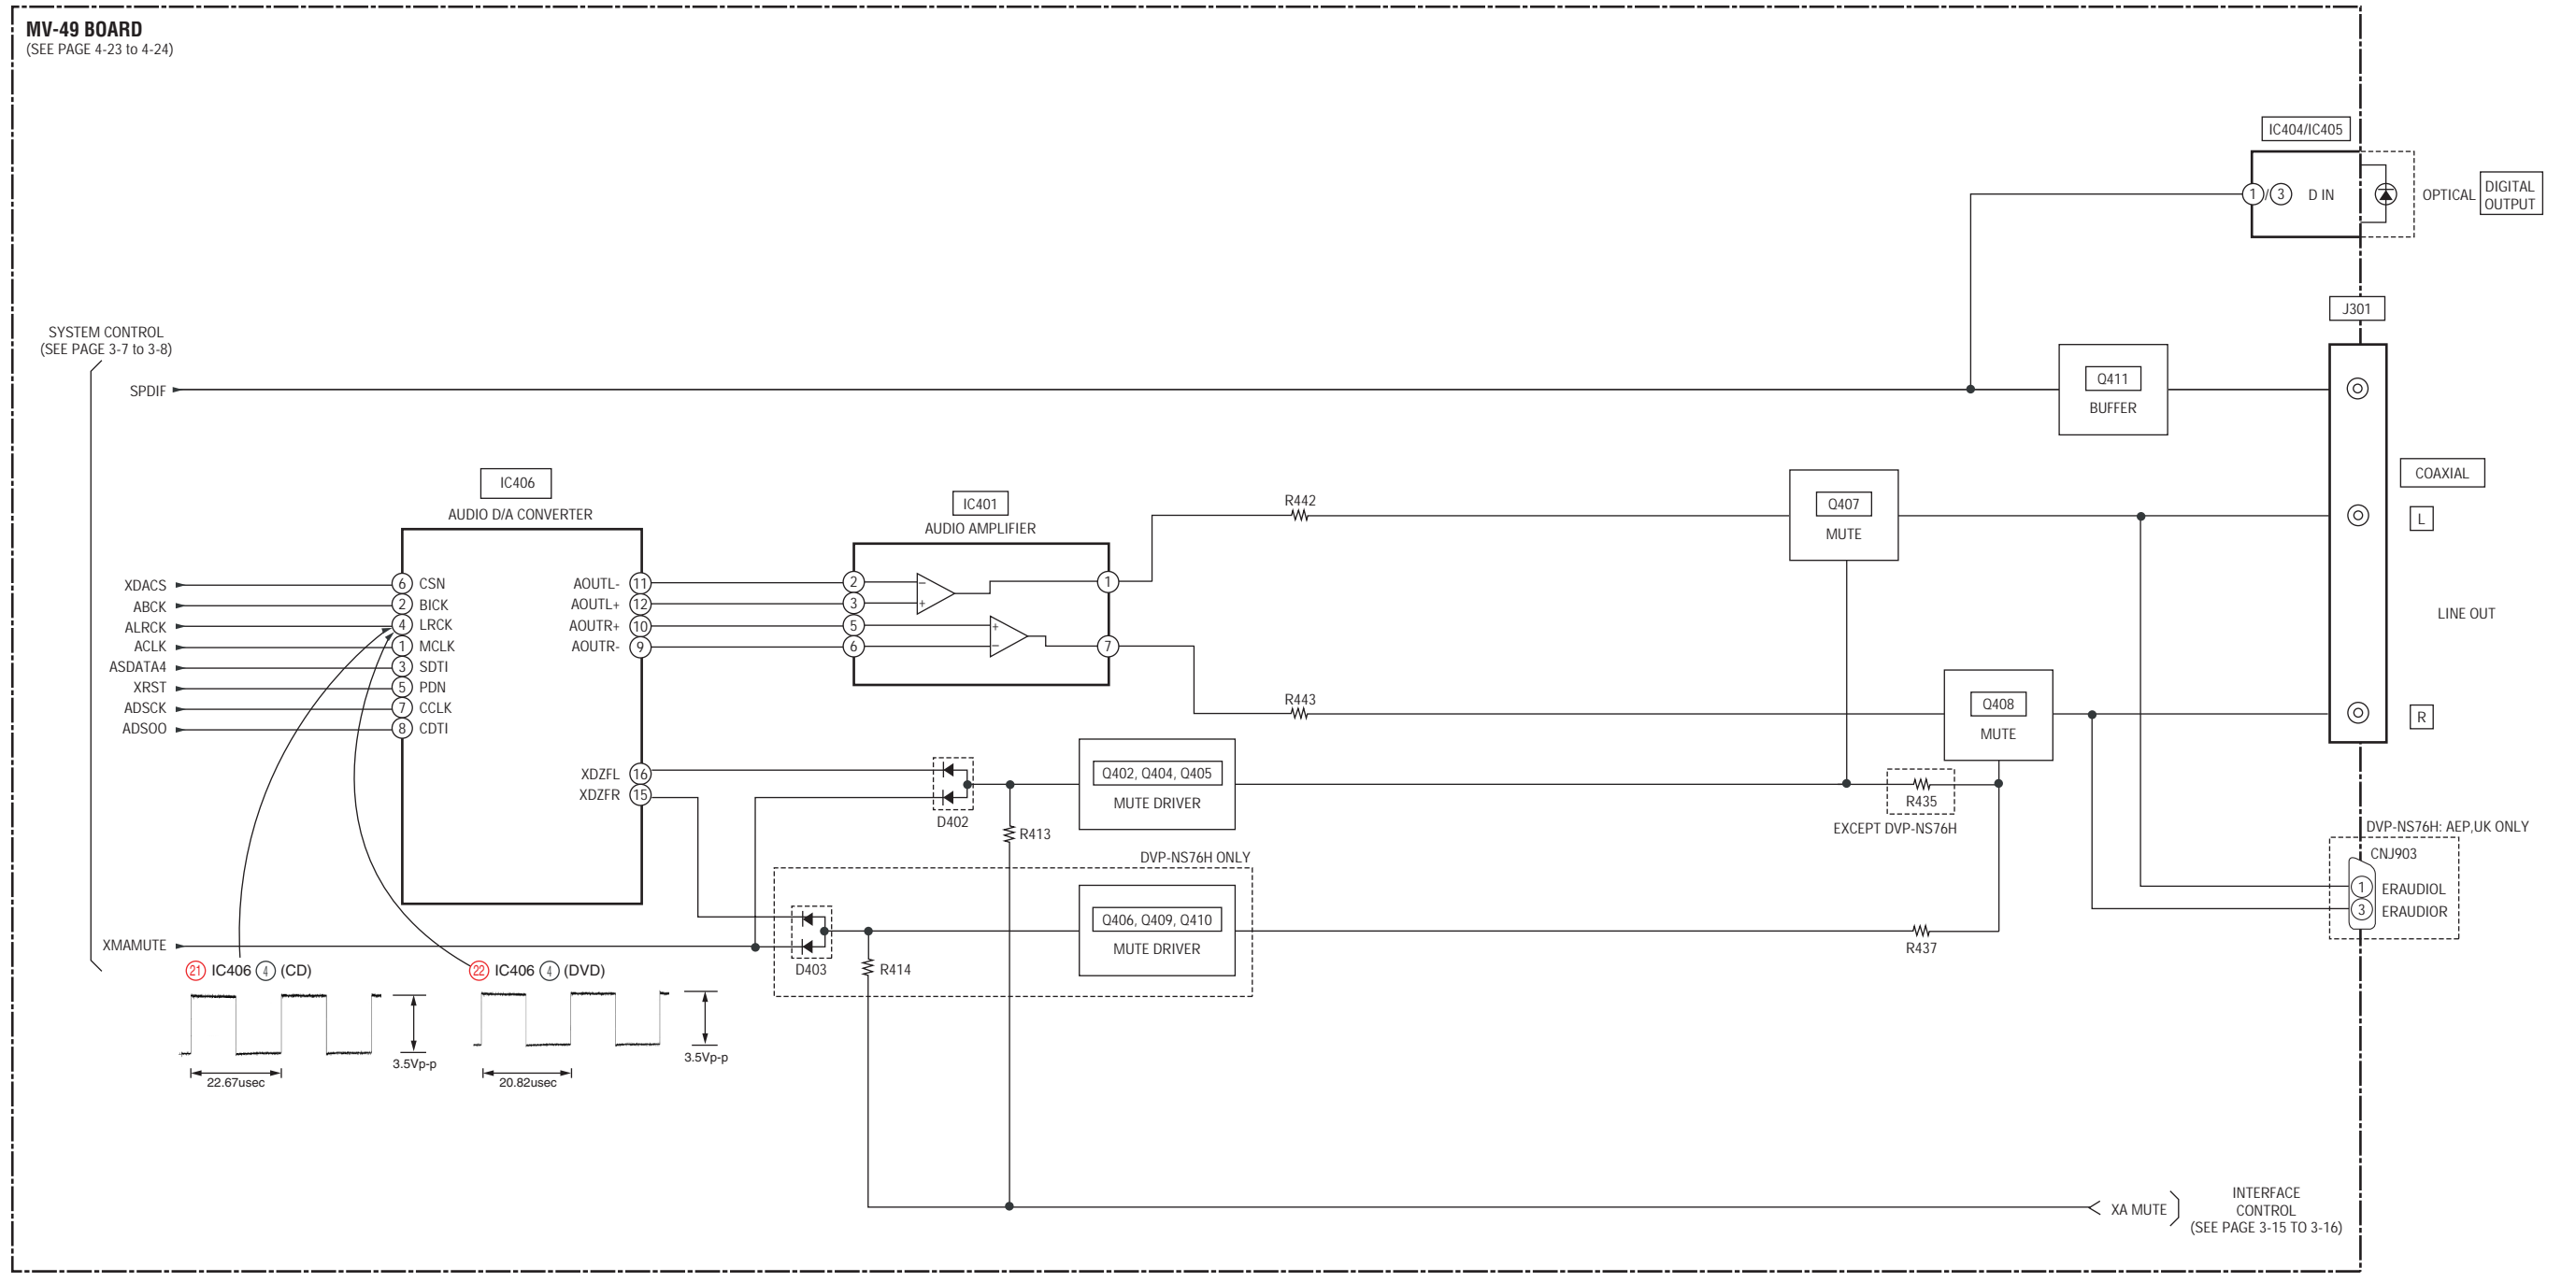 MV-49 BOARD
(SEE PAGE 4-23 to 4-24)
IC404/IC405
1 / 3 D IN
OPTICAL
DIGITAL
OUTPUT
J301
SYSTEM CONTROL
(SEE PAGE 3-7 to 3-8)
SPDIF
Q411
BUFFER
COAXIAL
IC406
AUDIO D/A CONVERTER
IC401
AUDIO AMPLIFIER
R442
Q407
MUTE
L
LINE OUT
XDACS 6 CSN
ABCK 2 BICK
ALRCK 4 LRCK
ACLK 1 MCLK
ASDATA4 3 SDTI
XRST 5 PDN
ADSCK 7 CCLK
ADSOO 8 CDTI
AOUTL- 11
AOUTL+ 12
AOUTR+ 10
AOUTR- 9
2 − 1
3 +
5 +
6 − 7
R443
Q408
MUTE
R
XDZFL 16
XDZFR 15
D402
R413
Q402, Q404, Q405
MUTE DRIVER
R435
EXCEPT DVP-NS76H
DVP-NS76H: AEP,UK ONLY
CNJ903
1 ERAUDIOL
3 ERAUDIOR
DVP-NS76H ONLY
D403
R414
Q406, Q409, Q410
MUTE DRIVER
R437
XMAMUTE
21 IC406 4 (CD)
3.5Vp-p
22.67usec
22 IC406 4 (DVD)
3.5Vp-p
20.82usec
XA MUTE
INTERFACE
CONTROL
(SEE PAGE 3-15 TO 3-16)